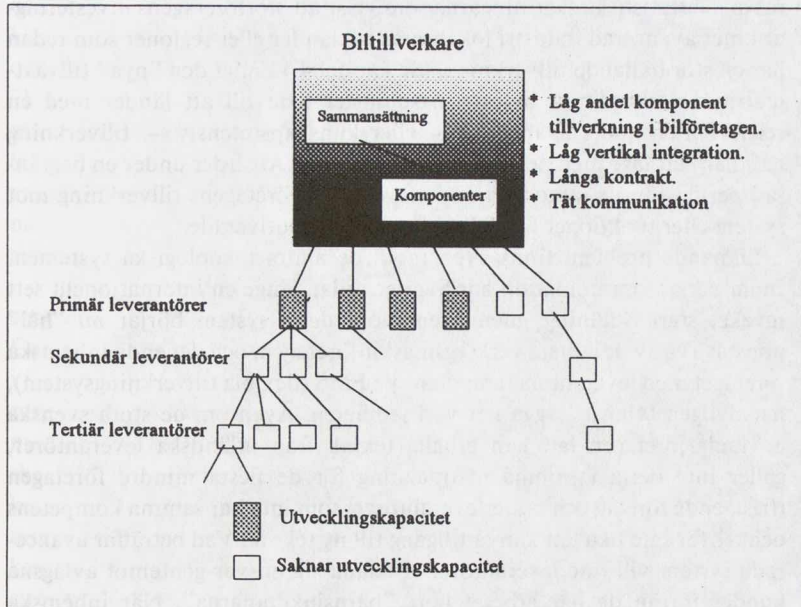 Biltillverkare
Sammansättning
Komponenter
* Låg andel komponent
tillverkning i bilföretagen.
* Låg vertikal integration.
* Långa kontrakt.
* Tät kommunikation
Primär leverantörer
Sekundär leverantörer
Tertiär leverantörer
Utvecklingskapacitet
Saknar utvecklingskapacitet